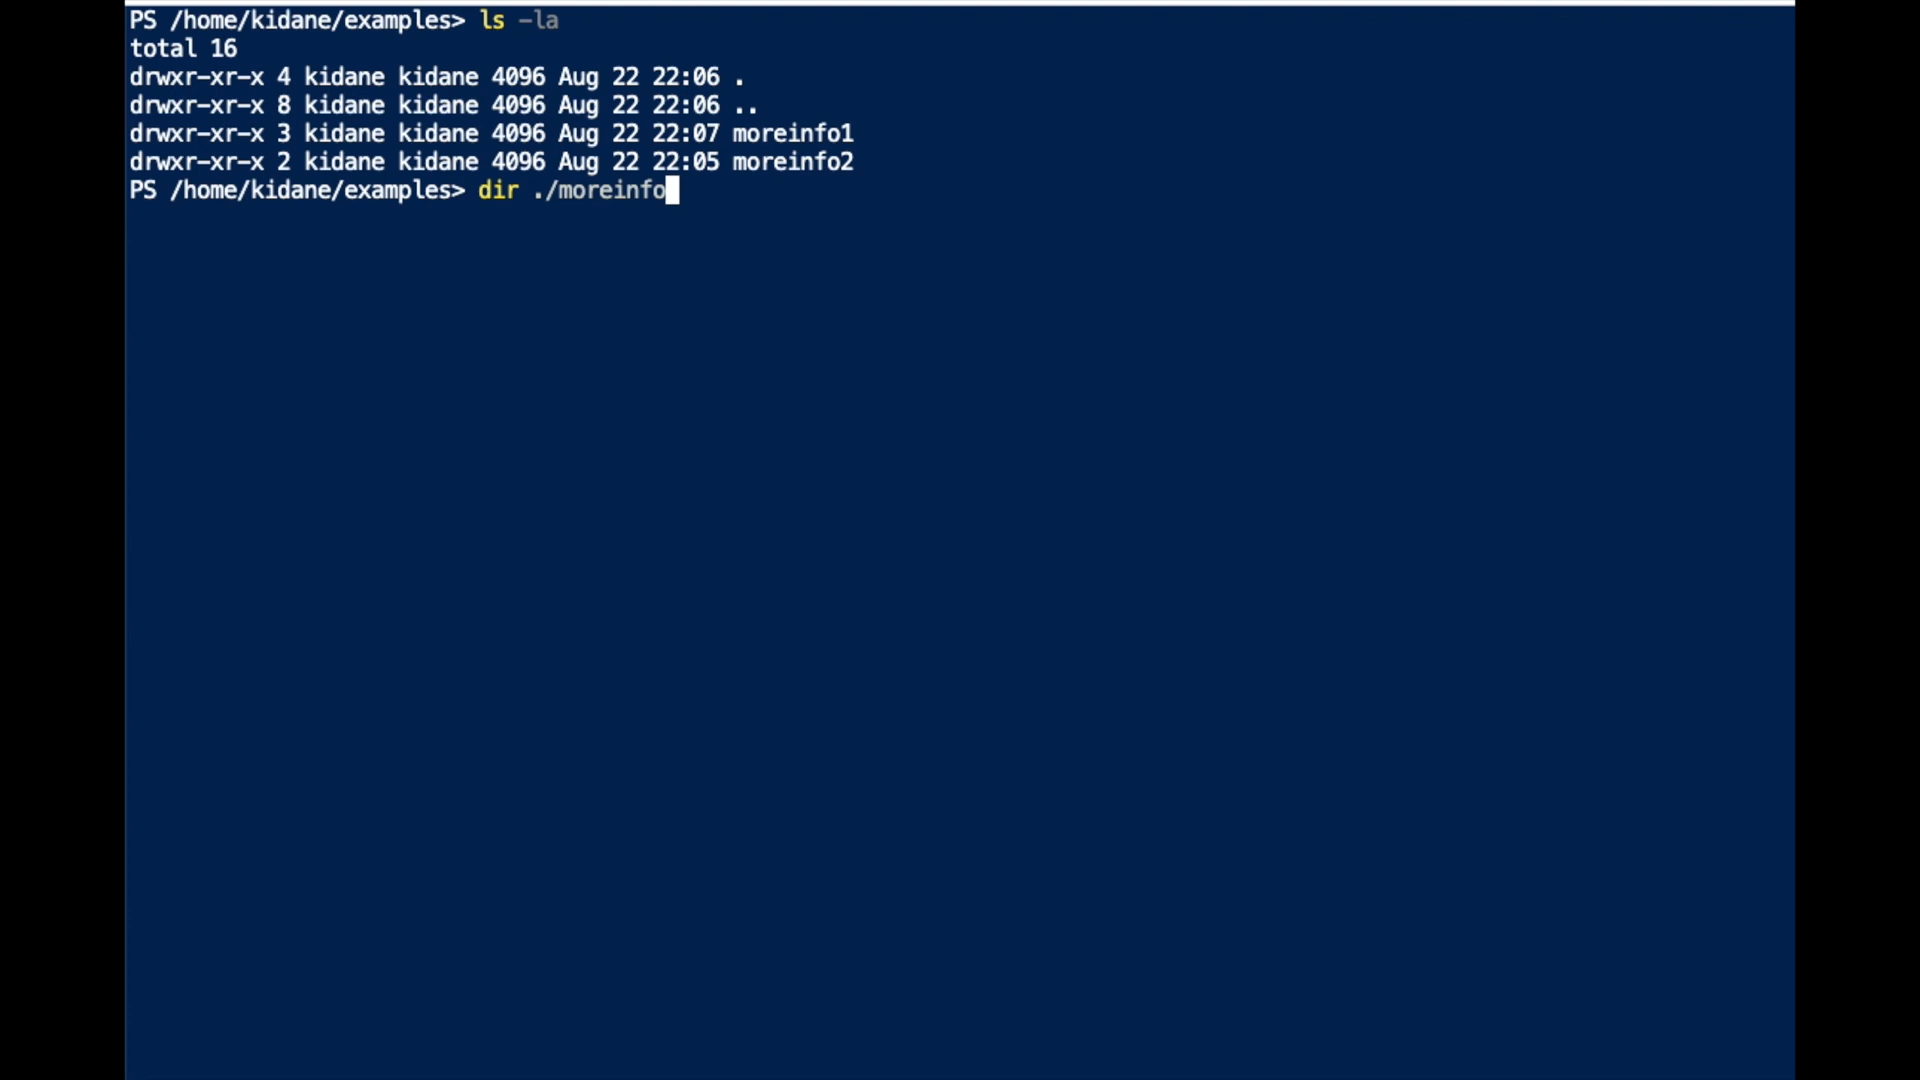 PS /home/kidane/examples> ls -la
total 16
drwxr-xr-x 4 kidane kidane 4096 Aug 22 22:06 .
drwxr-xr-x 8 kidane kidane 4096 Aug 22 22:06 ..
drwxr-xr-x 3 kidane kidane 4096 Aug 22 22:07 moreinfo1
drwxr-xr-x 2 kidane kidane 4096 Aug 22 22:05 moreinfo2
PS /home/kidane/examples> dir ./moreinfo